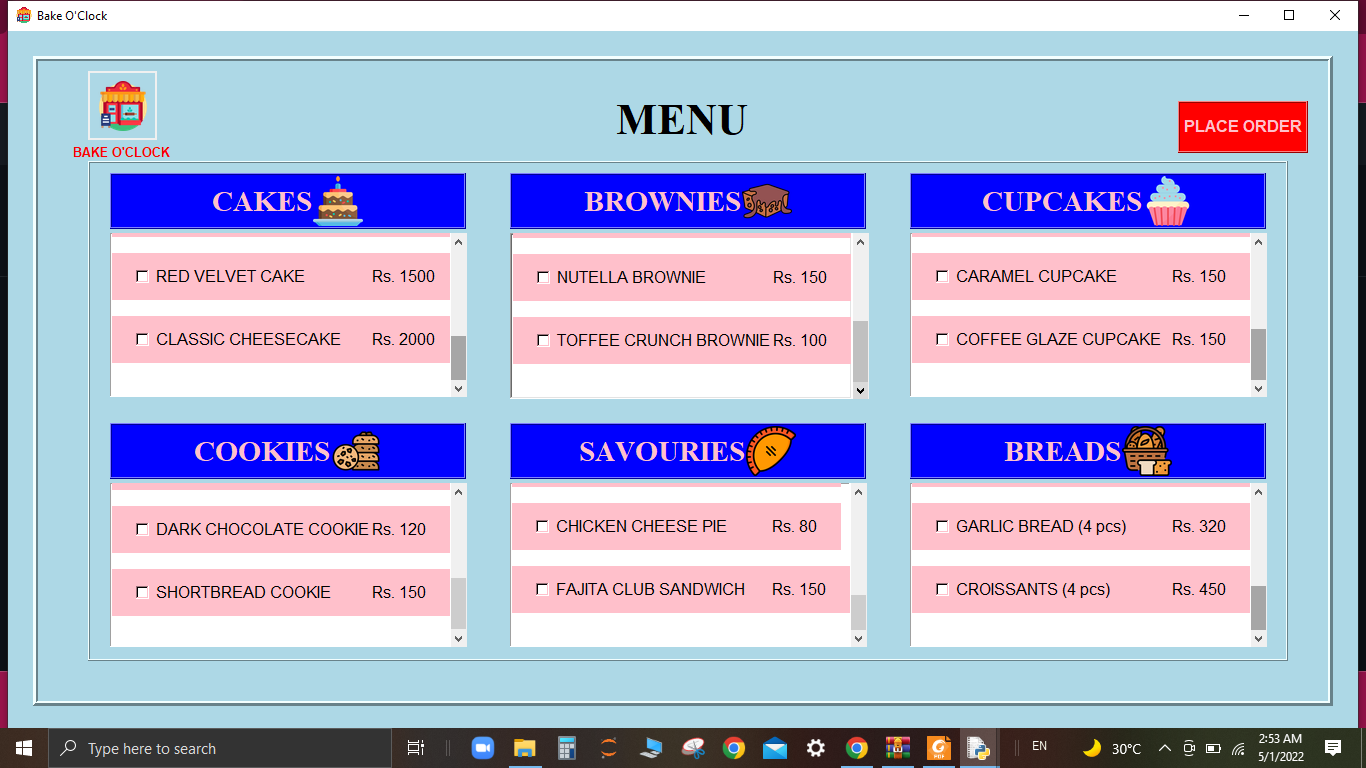 Bake O'Clock
MENU
PLACE ORDER
BAKE O'CLOCK
CAKES
BROWNIES
CUPCAKES
RED VELVET CAKE Rs. 1500
CLASSIC CHEESECAKE Rs. 2000
NUTELLA BROWNIE Rs. 150
TOFFEE CRUNCH BROWNIE Rs. 100
CARAMEL CUPCAKE Rs. 150
COFFEE GLAZE CUPCAKE Rs. 150
COOKIES
SAVOURIES
BREADS
DARK CHOCOLATE COOKIE Rs. 120
SHORTBREAD COOKIE Rs. 150
CHICKEN CHEESE PIE Rs. 80
FAJITA CLUB SANDWICH Rs. 150
GARLIC BREAD (4 pcs) Rs. 320
CROISSANTS (4 pcs) Rs. 450
Type here to search
EN
30°C
2:53 AM
5/1/2022